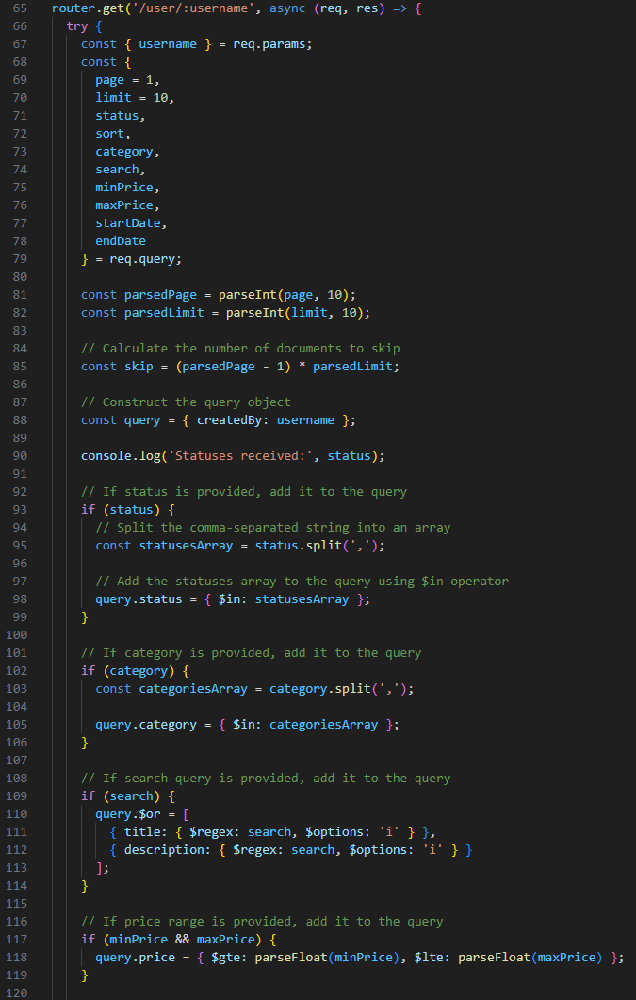 65 router.get('/user/:username', async (req, res) => {
66   try {
67     const { username } = req.params;
68     const {
69       page = 1,
70       limit = 10,
71       status,
72       sort,
73       category,
74       search,
75       minPrice,
76       maxPrice,
77       startDate,
78       endDate
79     } = req.query;
80
81     const parsedPage = parseInt(page, 10);
82     const parsedLimit = parseInt(limit, 10);
83
84     // Calculate the number of documents to skip
85     const skip = (parsedPage - 1) * parsedLimit;
86
87     // Construct the query object
88     const query = { createdBy: username };
89
90     console.log('Statuses received:', status);
91
92     // If status is provided, add it to the query
93     if (status) {
94       // Split the comma-separated string into an array
95       const statusesArray = status.split(',');
96
97       // Add the statuses array to the query using $in operator
98       query.status = { $in: statusesArray };
99     }
100
101     // If category is provided, add it to the query
102     if (category) {
103       const categoriesArray = category.split(',');
104
105       query.category = { $in: categoriesArray };
106     }
107
108     // If search query is provided, add it to the query
109     if (search) {
110       query.$or = [
111         { title: { $regex: search, $options: 'i' } },
112         { description: { $regex: search, $options: 'i' } }
113       ];
114     }
115
116     // If price range is provided, add it to the query
117     if (minPrice && maxPrice) {
118       query.price = { $gte: parseFloat(minPrice), $lte: parseFloat(maxPrice) };
119     }
120